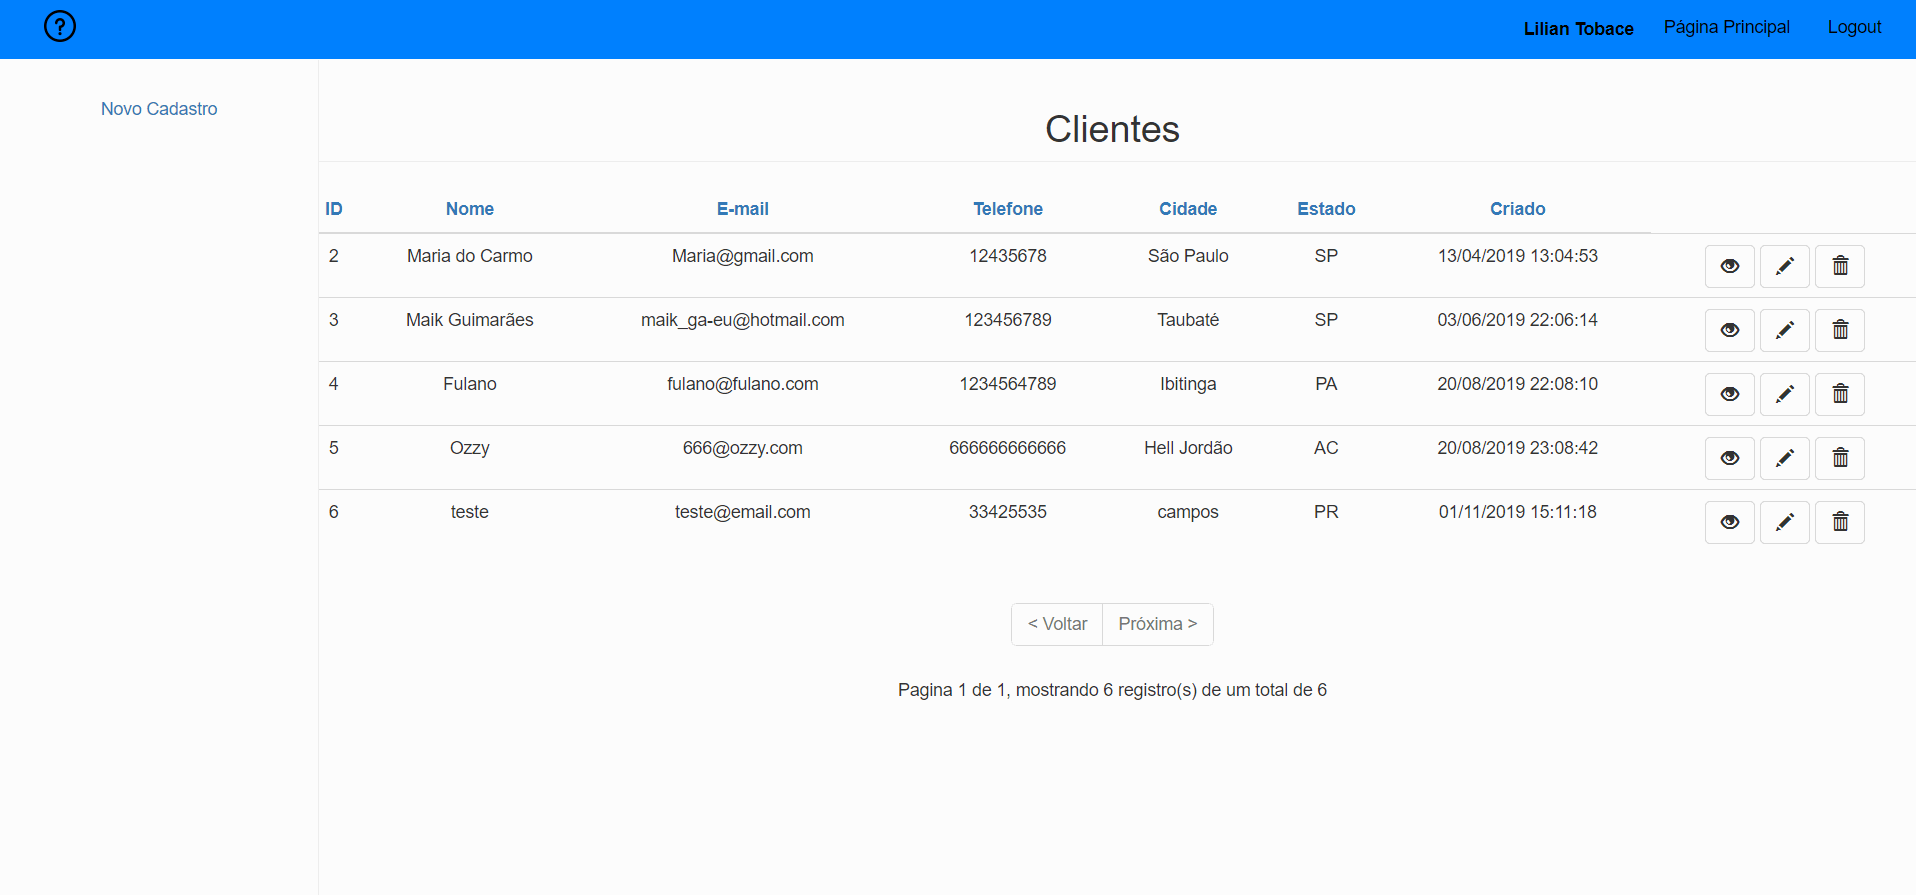 ?
Lilian Tobace Página Principal Logout
Novo Cadastro
Clientes
ID Nome E-mail Telefone Cidade Estado Criado
2 Maria do Carmo Maria@gmail.com 12435678 São Paulo SP 13/04/2019 13:04:53
3 Maik Guimarães maik_ga-eu@hotmail.com 123456789 Taubaté SP 03/06/2019 22:06:14
4 Fulano fulano@fulano.com 1234564789 Ibitinga PA 20/08/2019 22:08:10
5 Ozzy 666@ozzy.com 666666666666 Hell Jordão AC 20/08/2019 23:08:42
6 teste teste@email.com 33425535 campos PR 01/11/2019 15:11:18
< Voltar Próxima >
Pagina 1 de 1, mostrando 6 registro(s) de um total de 6